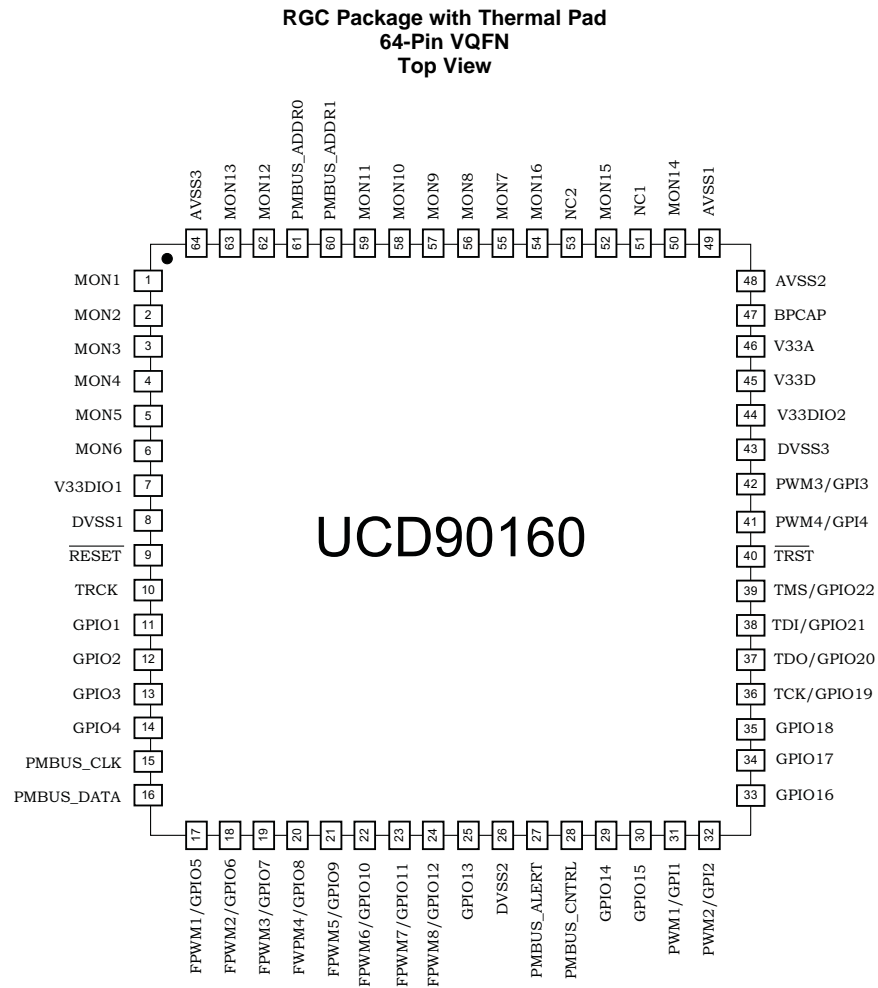 RGC Package with Thermal Pad
64-Pin VQFN
Top View
AVSS3
MON13
MON12
PMBUS_ADDR0
PMBUS_ADDR1
MON11
MON10
MON9
MON8
MON7
MON16
NC2
MON15
NC1
MON14
AVSS1
64
63
62
61
60
59
58
57
56
55
54
53
52
51
50
49
MON1 1
MON2 2
MON3 3
MON4 4
MON5 5
MON6 6
V33DIO1 7
DVSS1 8
RESET 9
TRCK 10
GPIO1 11
GPIO2 12
GPIO3 13
GPIO4 14
PMBUS_CLK 15
PMBUS_DATA 16
UCD90160
48 AVSS2
47 BPCAP
46 V33A
45 V33D
44 V33DIO2
43 DVSS3
42 PWM3/GPI3
41 PWM4/GPI4
40 TRST
39 TMS/GPIO22
38 TDI/GPIO21
37 TDO/GPIO20
36 TCK/GPIO19
35 GPIO18
34 GPIO17
33 GPIO16
17
18
19
20
21
22
23
24
25
26
27
28
29
30
31
32
FPWM1/GPIO5
FPWM2/GPIO6
FPWM3/GPIO7
FWPM4/GPIO8
FPWM5/GPIO9
FPWM6/GPIO10
FPWM7/GPIO11
FPWM8/GPIO12
GPIO13
DVSS2
PMBUS_ALERT
PMBUS_CNTRL
GPIO14
GPIO15
PWM1/GPI1
PWM2/GPI2